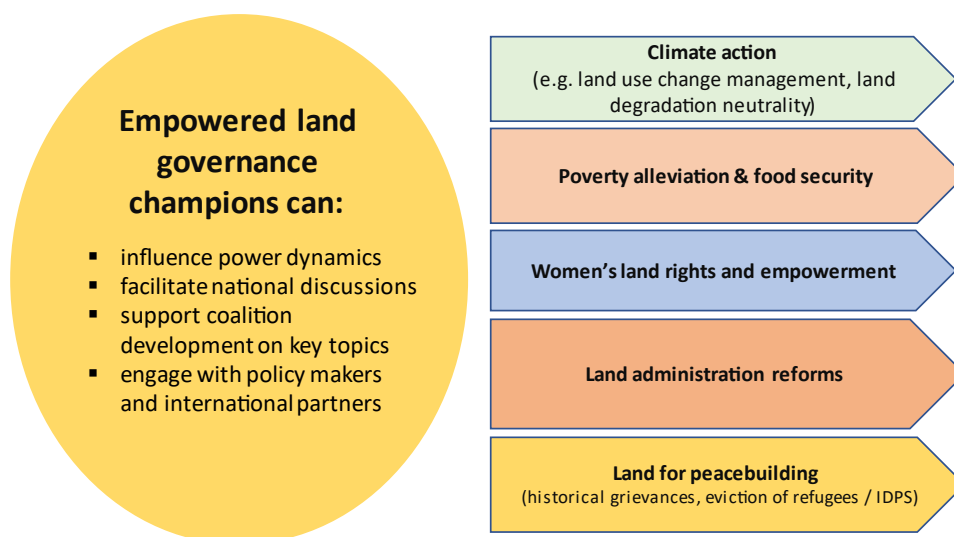 Empowered land
governance
champions can:
▪ influence power dynamics
▪ facilitate national discussions
▪ support coalition
development on key topics
▪ engage with policy makers
and international partners
Climate action
(e.g. land use change management, land
degradation neutrality)
Poverty alleviation & food security
Women’s land rights and empowerment
Land administration reforms
Land for peacebuilding
(historical grievances, eviction of refugees / IDPS)